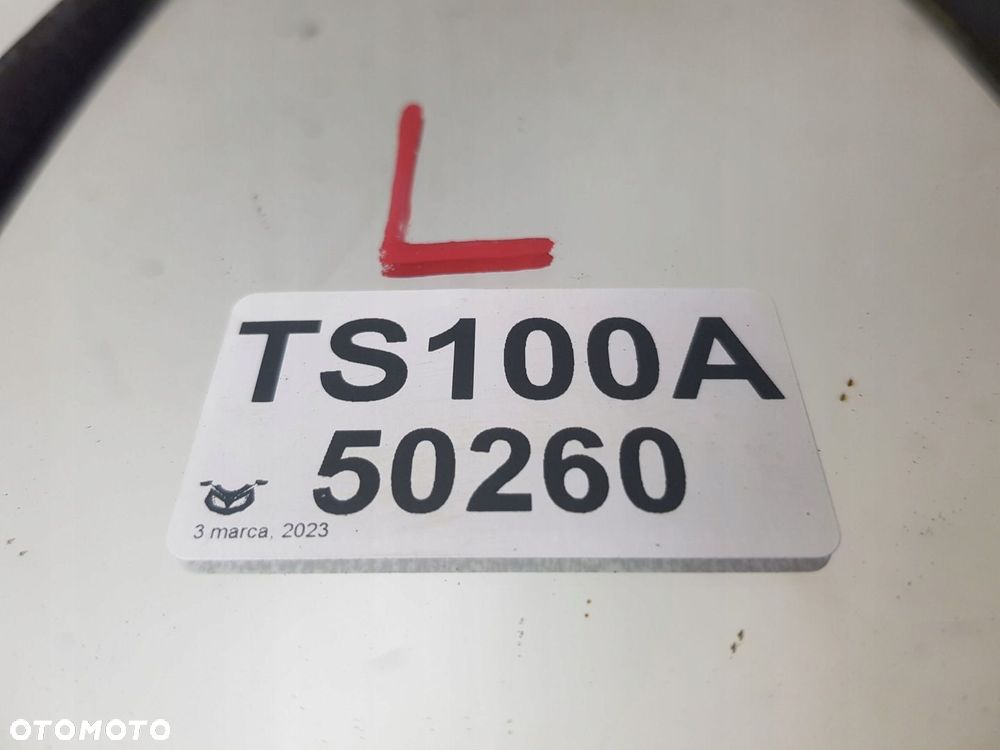 L
TS100A
50260
3 marca, 2023
OTOMOTO